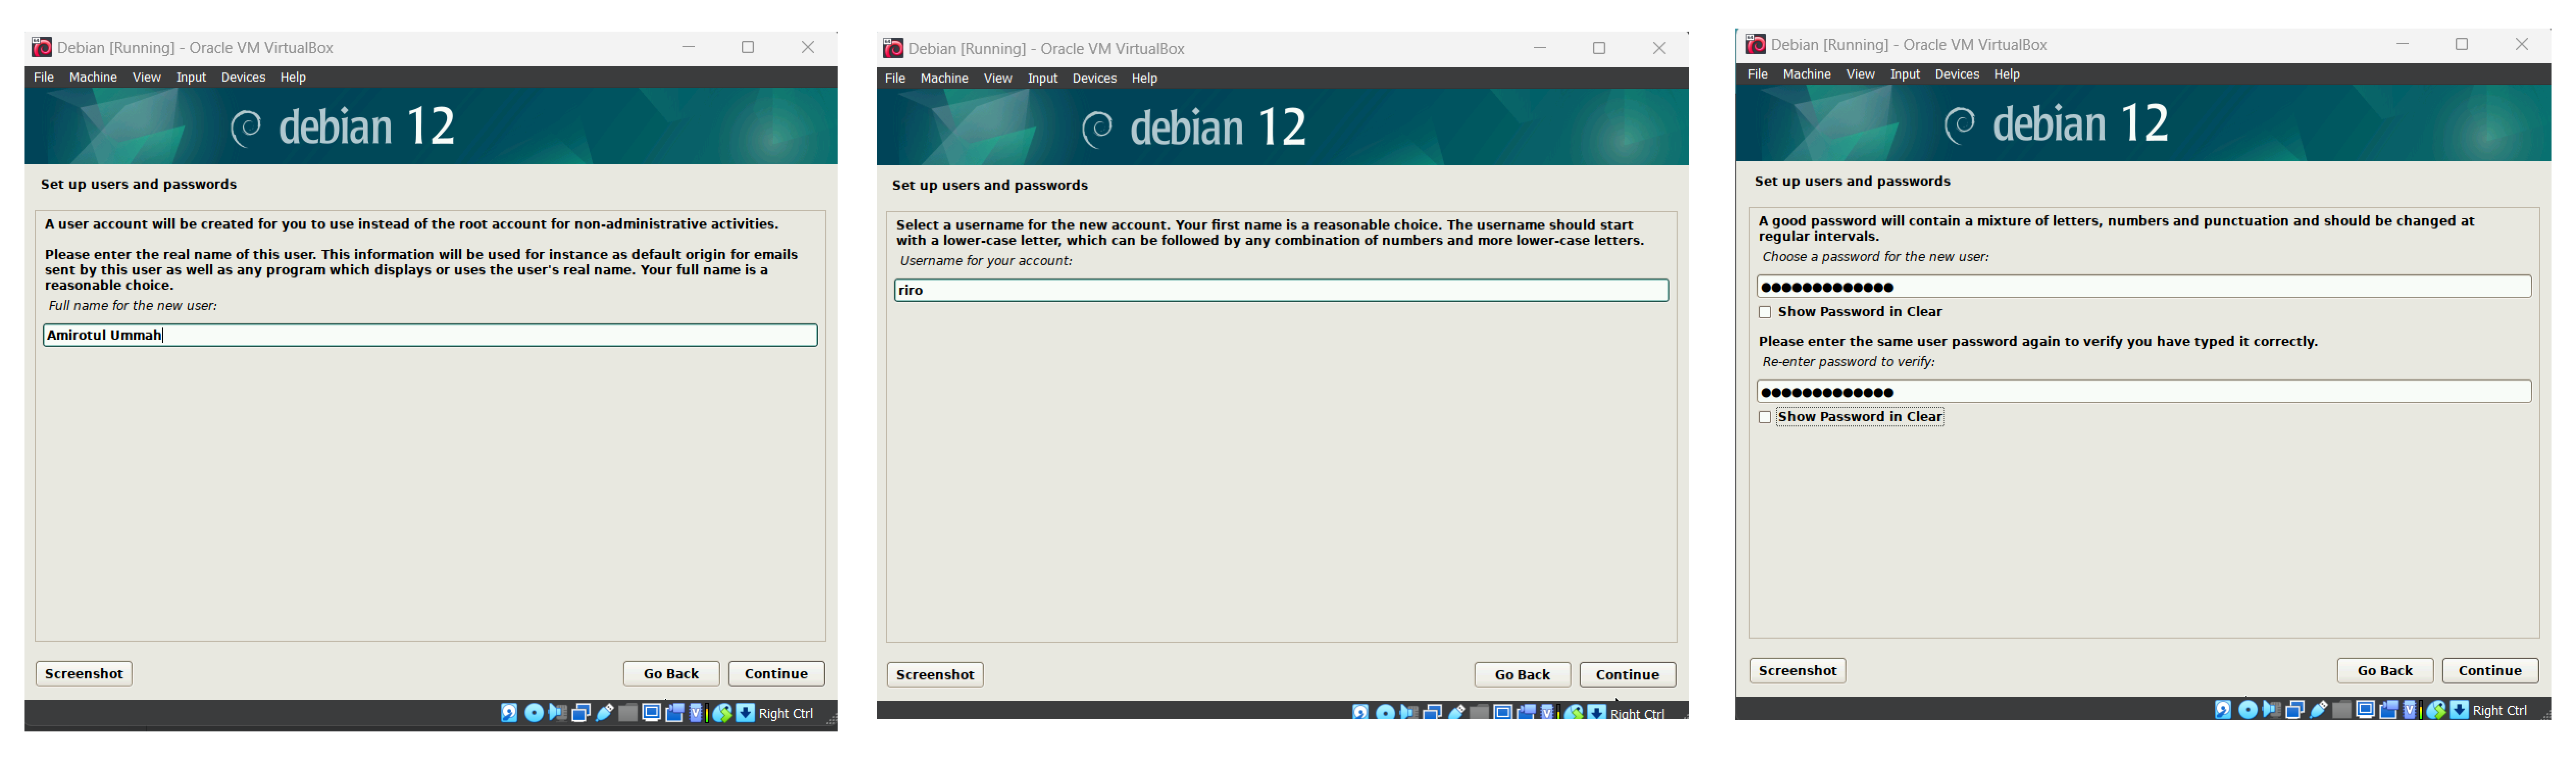 Debian [Running] - Oracle VM VirtualBox
File Machine View Input Devices Help
debian 12
Set up users and passwords
A user account will be created for you to use instead of the root account for non-administrative activities.
Please enter the real name of this user. This information will be used for instance as default origin for emails
sent by this user as well as any program which displays or uses the user's real name. Your full name is a
reasonable choice.
Full name for the new user:
Amirotul Ummah
Screenshot
Go Back
Continue
Right Ctrl
Debian [Running] - Oracle VM VirtualBox
File Machine View Input Devices Help
debian 12
Set up users and passwords
Select a username for the new account. Your first name is a reasonable choice. The username should start
with a lower-case letter, which can be followed by any combination of numbers and more lower-case letters.
Username for your account:
riro
Screenshot
Go Back
Continue
Right Ctrl
Debian [Running] - Oracle VM VirtualBox
File Machine View Input Devices Help
debian 12
Set up users and passwords
A good password will contain a mixture of letters, numbers and punctuation and should be changed at
regular intervals.
Choose a password for the new user:
●●●●●●●●●●●●●
Show Password in Clear
Please enter the same user password again to verify you have typed it correctly.
Re-enter password to verify:
●●●●●●●●●●●●●
Show Password in Clear
Screenshot
Go Back
Continue
Right Ctrl